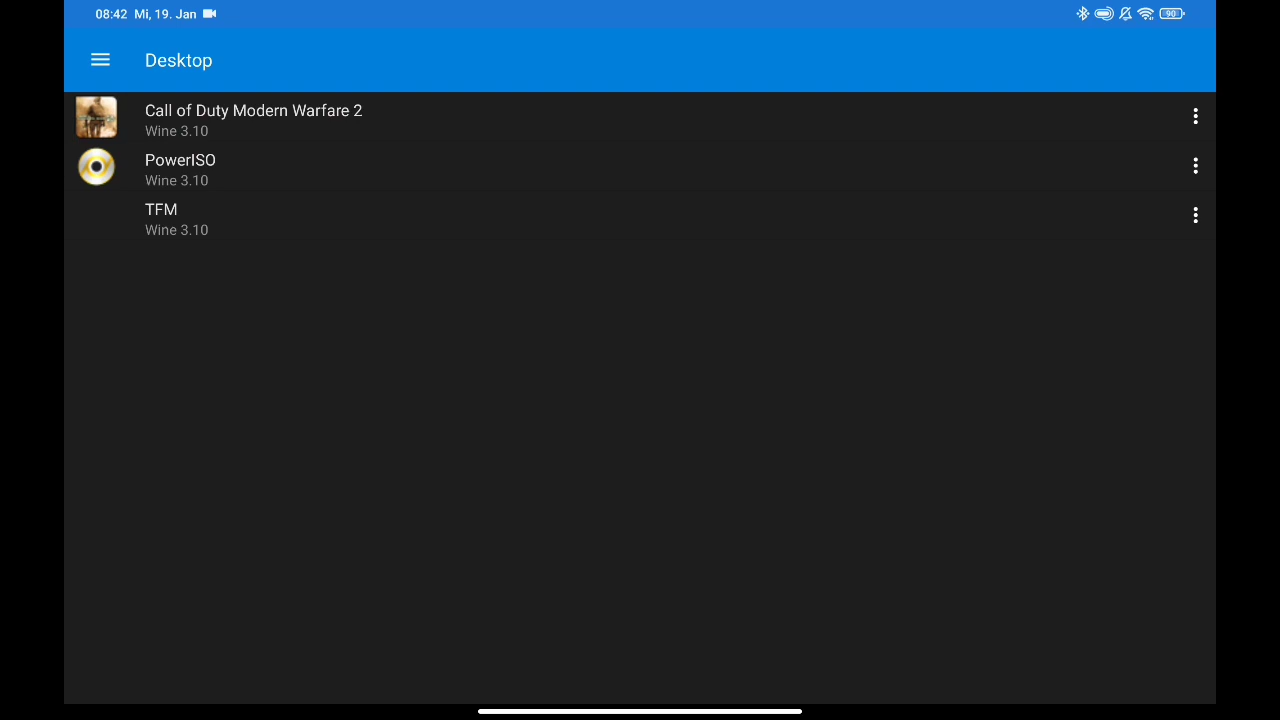 08:42 Mi, 19. Jan
90
Desktop
Call of Duty Modern Warfare 2
Wine 3.10
PowerISO
Wine 3.10
TFM
Wine 3.10